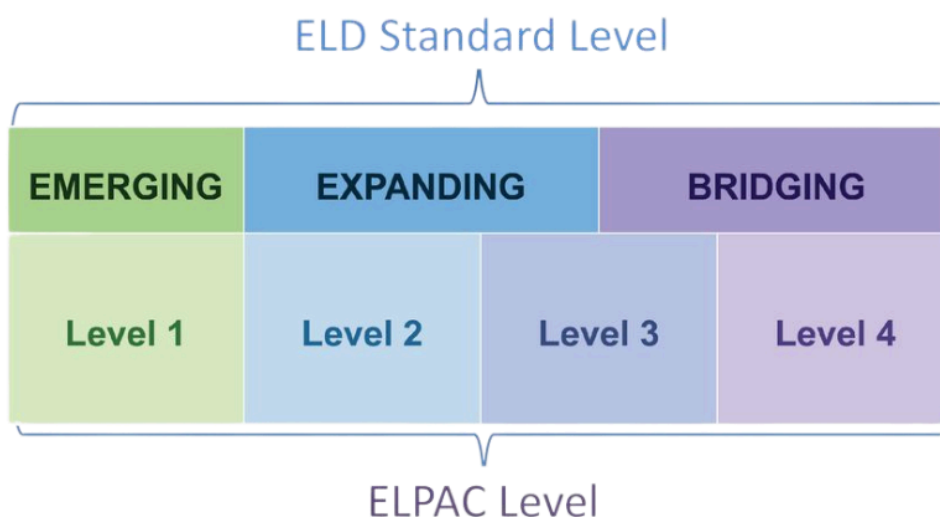 ELD Standard Level
EMERGING EXPANDING BRIDGING
Level 1 Level 2 Level 3 Level 4
ELPAC Level